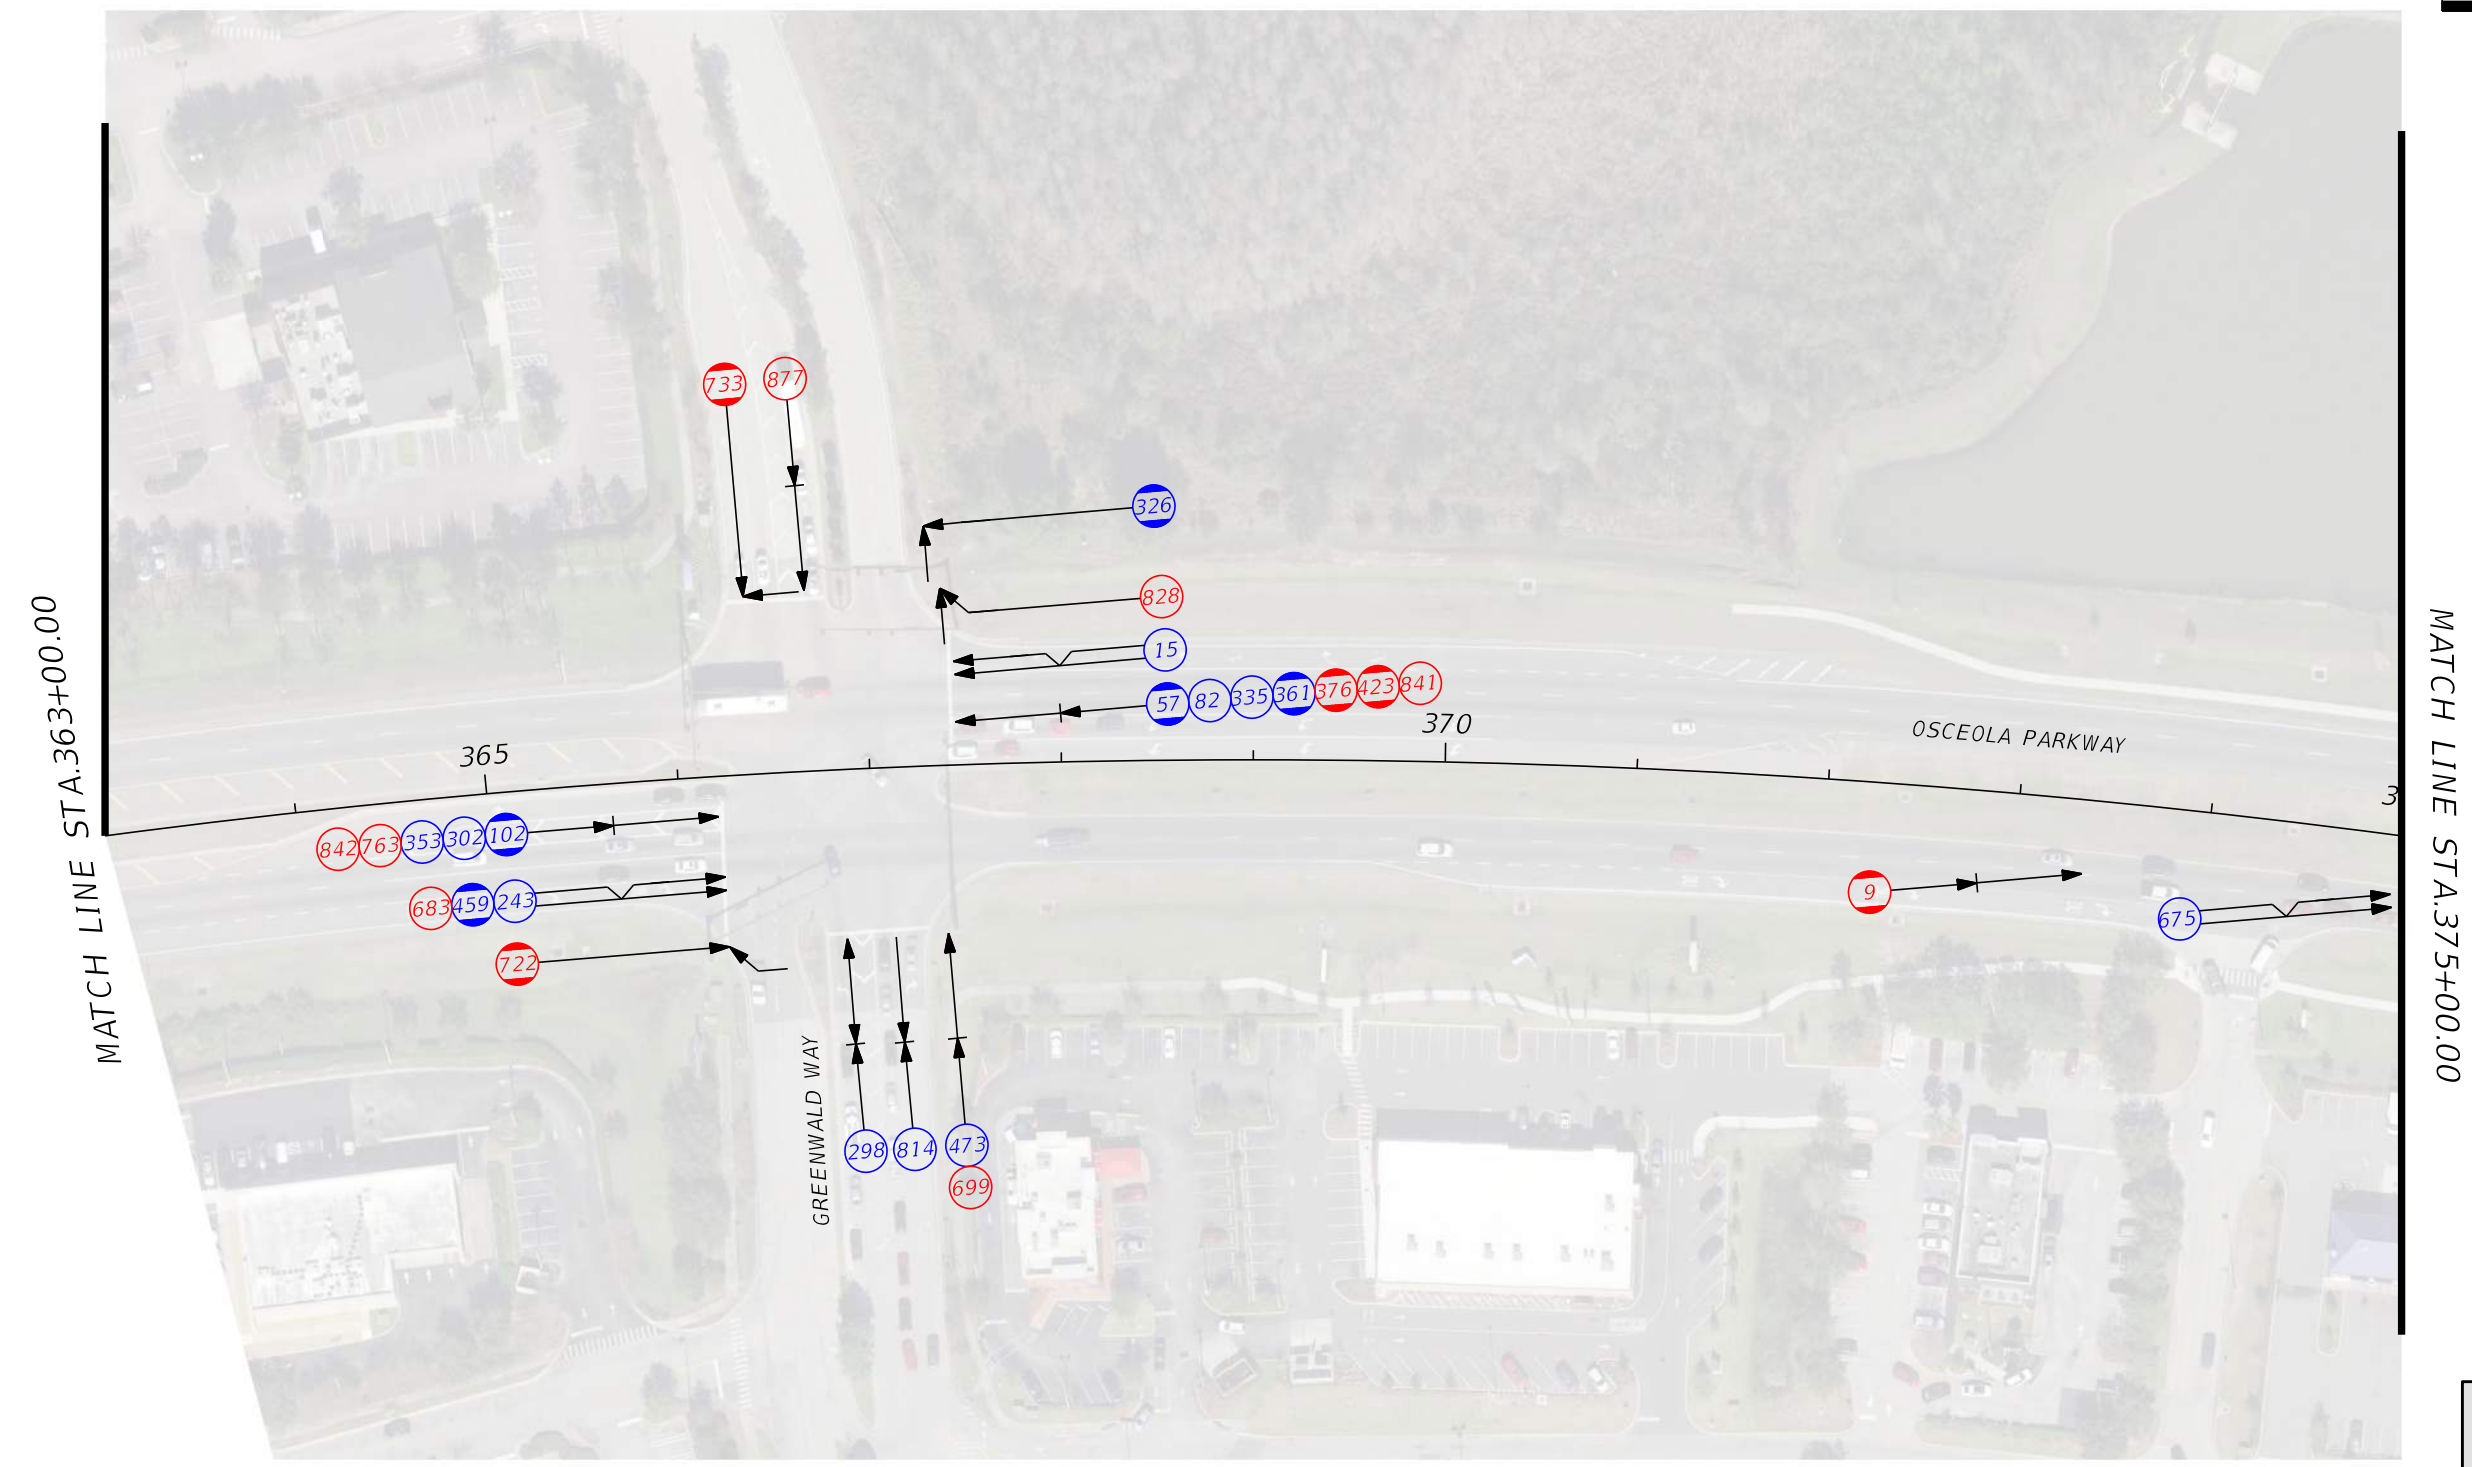 733 877
326
828
15
57 82 335 361 376 423 841
365
370
OSCEOLA PARKWAY
3
842 763 353 302 102
683 459 243
722
9
675
MATCH LINE STA.363+00.00
MATCH LINE STA.375+00.00
GREENWALD WAY
298 814 473
699